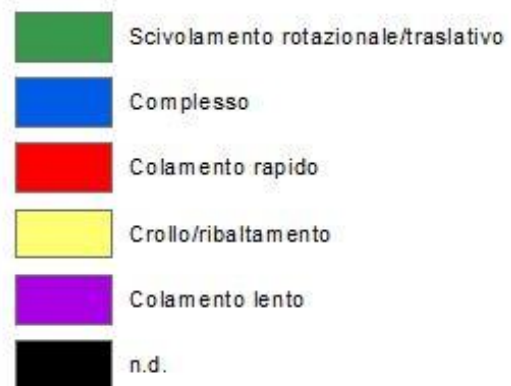 Scivolamento rotazionale/traslativo
Complesso
Colamento rapido
Crollo/ribaltamento
Colamento lento
n.d.